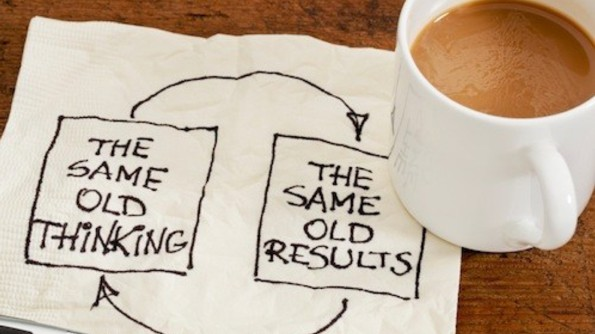 THE
SAME
OLD
THINKING
THE
SAME
OLD
RESULTS